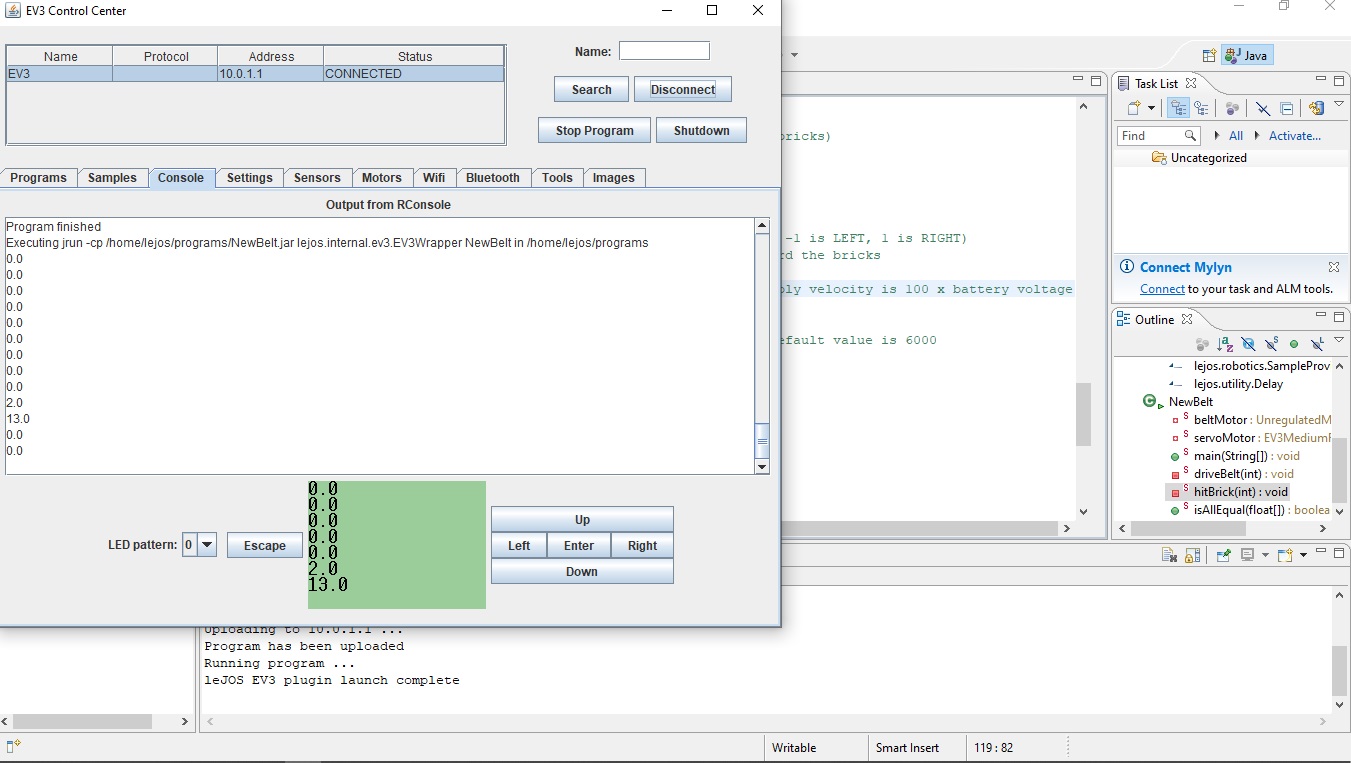 EV3 Control Center
Name Protocol Address Status
EV3 10.0.1.1 CONNECTED
Name:
Search Disconnect
Stop Program Shutdown
Programs Samples Console Settings Sensors Motors Wifi Bluetooth Tools Images
Output from RConsole
Program finished
Executing jrun -cp /home/lejos/programs/NewBelt.jar lejos.internal.ev3.EV3Wrapper NewBelt in /home/lejos/programs
0.0
0.0
0.0
0.0
0.0
0.0
0.0
0.0
0.0
2.0
13.0
0.0
0.0
LED pattern: 0 Escape
0.0
0.0
0.0
0.0
0.0
2.0
13.0
Up
Left Enter Right
Down
ricks)
-1 is LEFT, 1 is RIGHT)
rd the bricks
ply velocity is 100 x battery voltage
efault value is 6000
Java
Task List
Find All Activate...
Uncategorized
Connect Mylyn
Connect to your task and ALM tools.
Outline
lejos.robotics.SampleProv
lejos.utility.Delay
NewBelt
beltMotor : UnregulatedM
servoMotor : EV3MediumR
main(String[]) : void
driveBelt(int) : void
hitBrick(int) : void
isAllEqual(float[]) : boolea
Uploading to 10.0.1.1 ...
Program has been uploaded
Running program ...
leJOS EV3 plugin launch complete
Writable Smart Insert 119 : 82